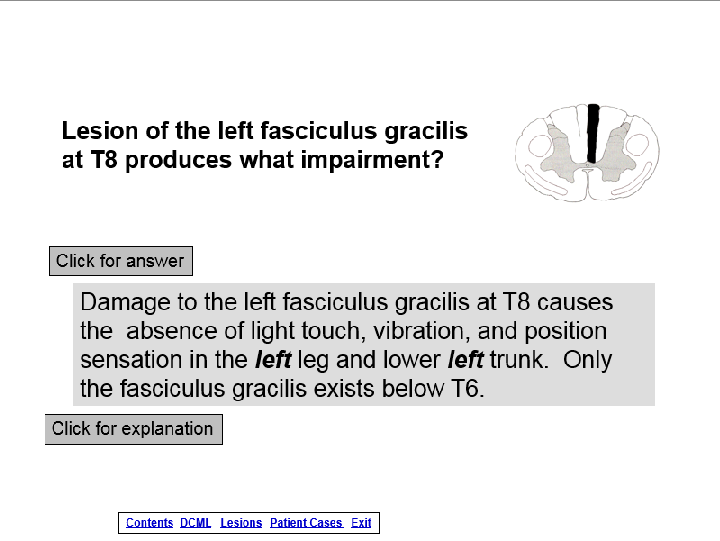 Lesion of the left fasciculus gracilis
at T8 produces what impairment?
Click for answer
Damage to the left fasciculus gracilis at T8 causes
the  absence of light touch, vibration, and position
sensation in the left leg and lower left trunk.  Only
the fasciculus gracilis exists below T6.
Click for explanation
Contents DCML Lesions Patient Cases Exit